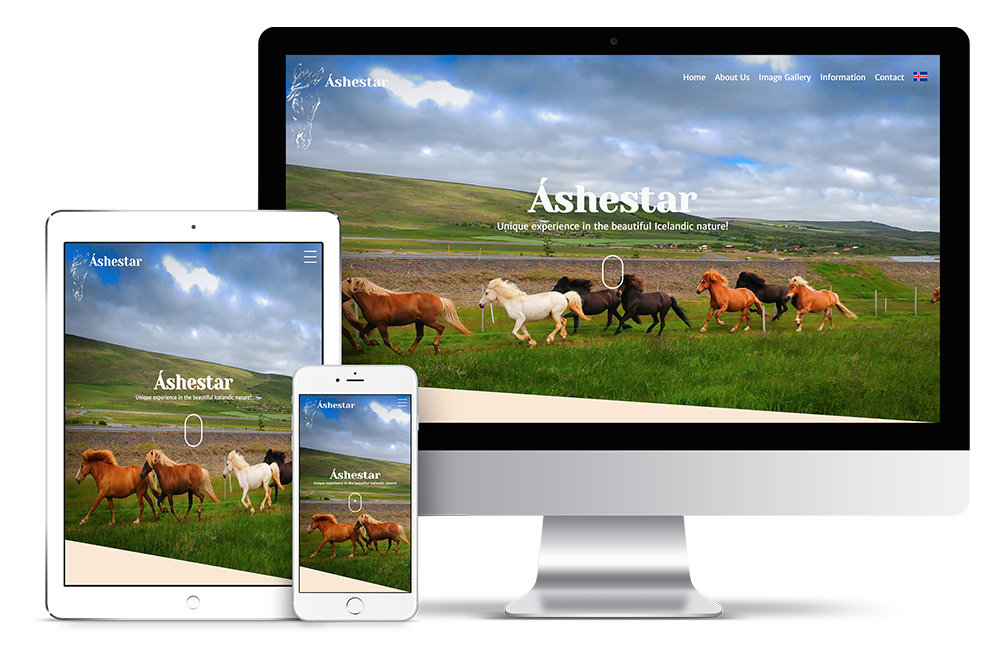 Áshestar
Home About Us Image Gallery Information Contact
Áshestar
Unique experience in the beautiful Icelandic nature!
Áshestar
Áshestar
Unique experience in the beautiful Icelandic nature!
Áshestar
Áshestar
Unique experience in the beautiful Icelandic nature!